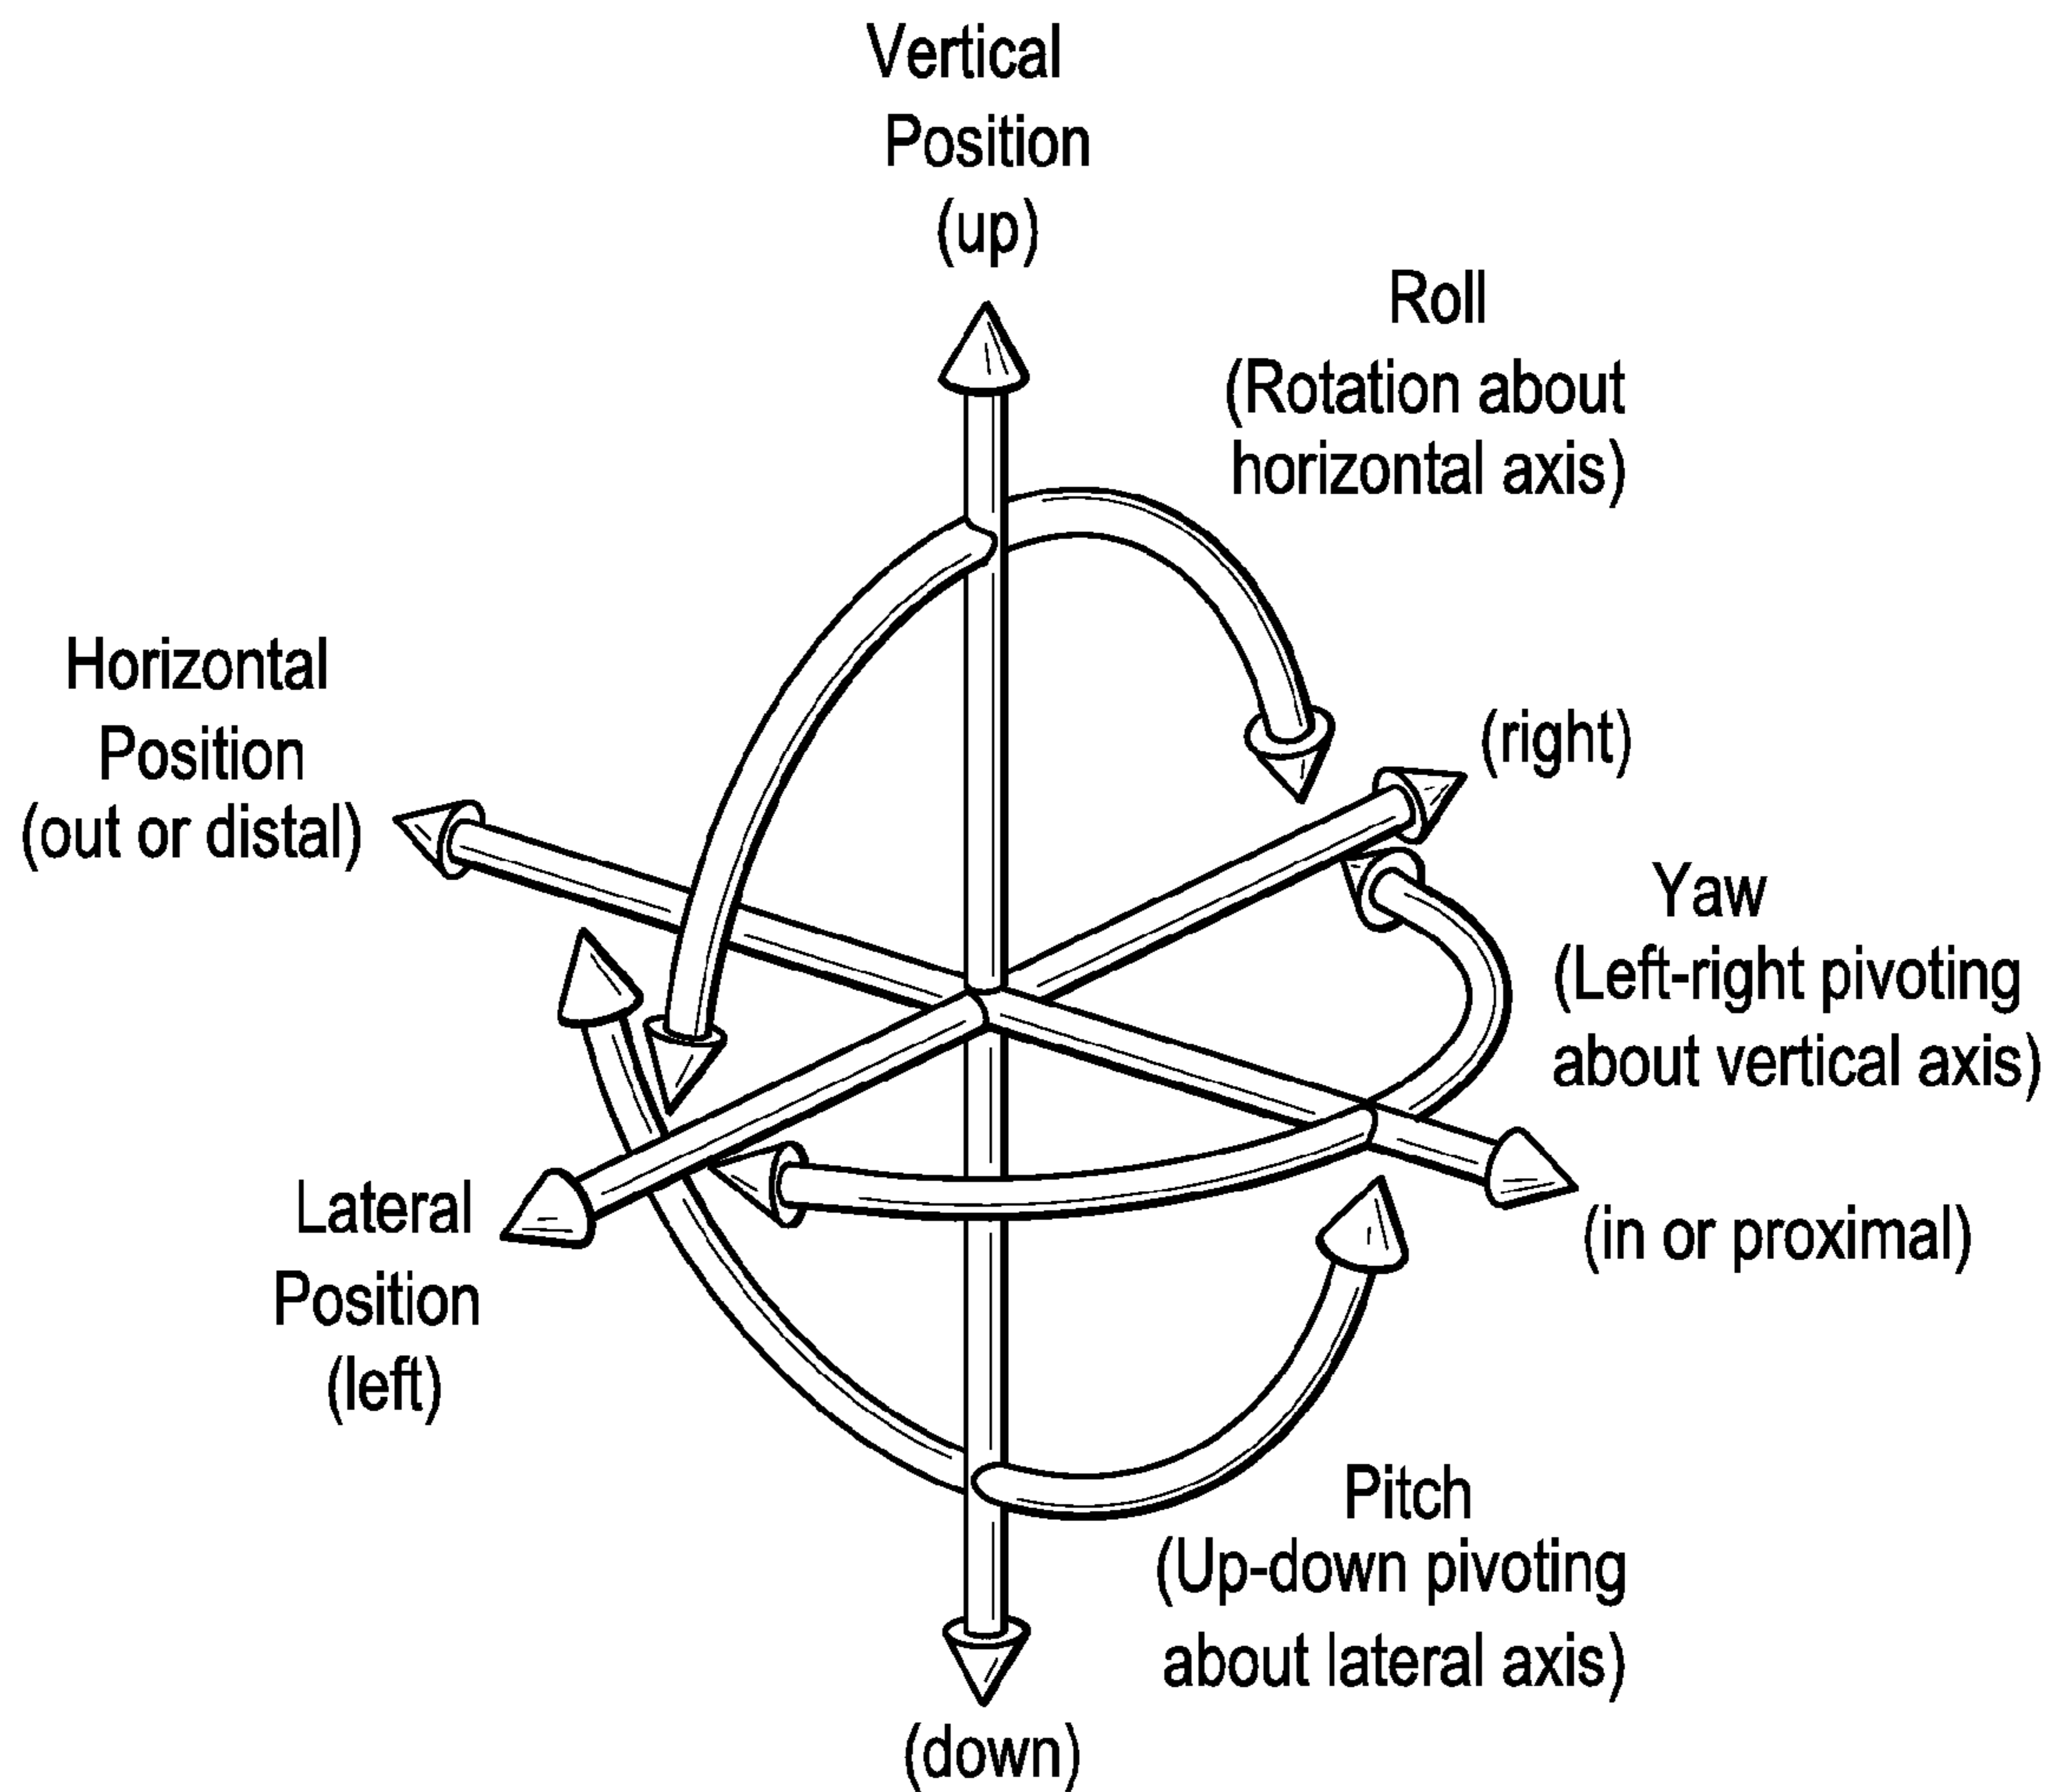 Vertical
Position
(up)
Roll
(Rotation about
horizontal axis)
Horizontal
Position
(out or distal)
(right)
Yaw
(Left-right pivoting
about vertical axis)
Lateral
Position
(left)
(in or proximal)
Pitch
(Up-down pivoting
about lateral axis)
(down)